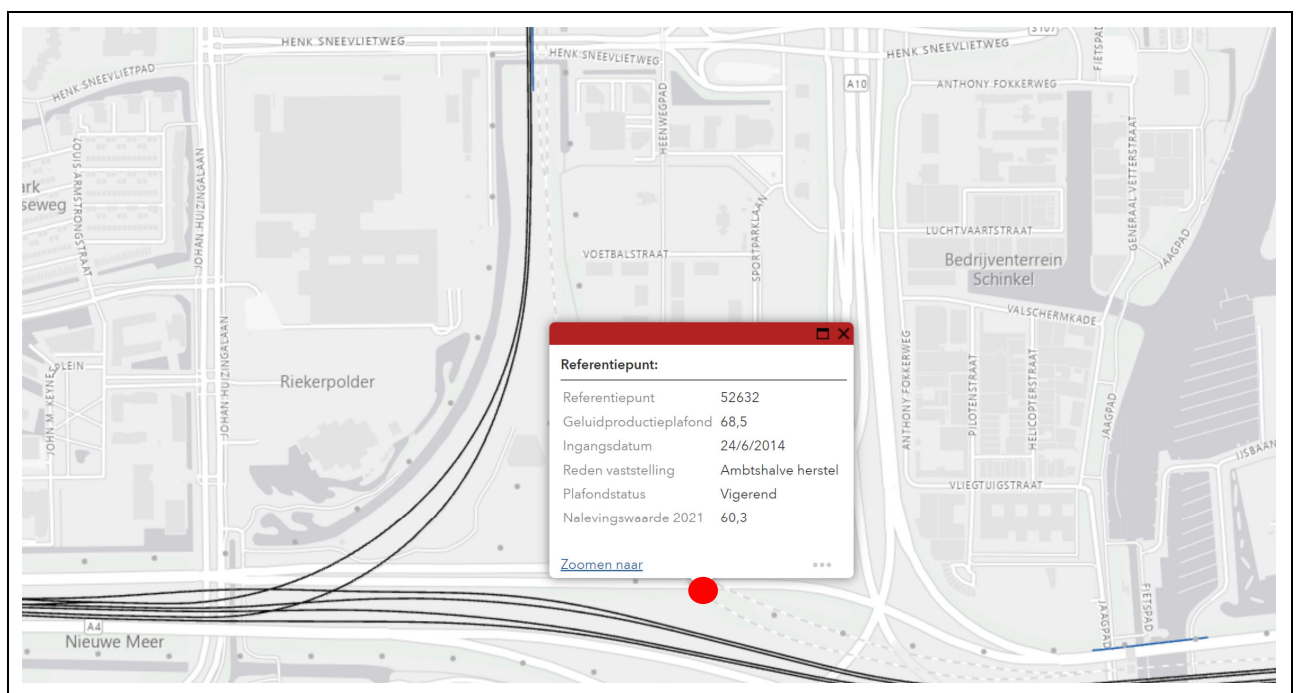 HENK SNEEVLIETWEG
S107
FIETSPAD
HENK SNEEVLIETWEG
HENK SNEEVLIETWEG
HENK SNEEVLIETPAD
A10
ANTHONY FOKKERWEG
HEENWEGPAD
LOUIS ARMSTRONGSTRAAT
JOHAN HUIZINGALAAN
GENERAAL VETTERSTRAAT
ark
seweg
SPORTPARKLAAN
LUCHTVAARTSTRAAT
JAAGPAD
VOETBALSTRAAT
Bedrijventerrein
Schinkel
VALSCHERMKADE
JOHAN HUIZINGALAAN
PLEIN
JOHN M. KEYNES
Riekerpolder
Referentiepunt:
Referentiepunt 52632
Geluidproductieplafond 68,5
Ingangsdatum 24/6/2014
Reden vaststelling Ambtshalve herstel
Plafondstatus Vigerend
Nalevingswaarde 2021 60,3
Zoomen naar
ANTHONY FOKKERWEG
PILOTENSTRAAT
HELICOPTERSTRAAT
JAAGPAD
IJSBAAN
VLIEGTUIGSTRAAT
JAAGPAD
FIETSPAD
A4
Nieuwe Meer